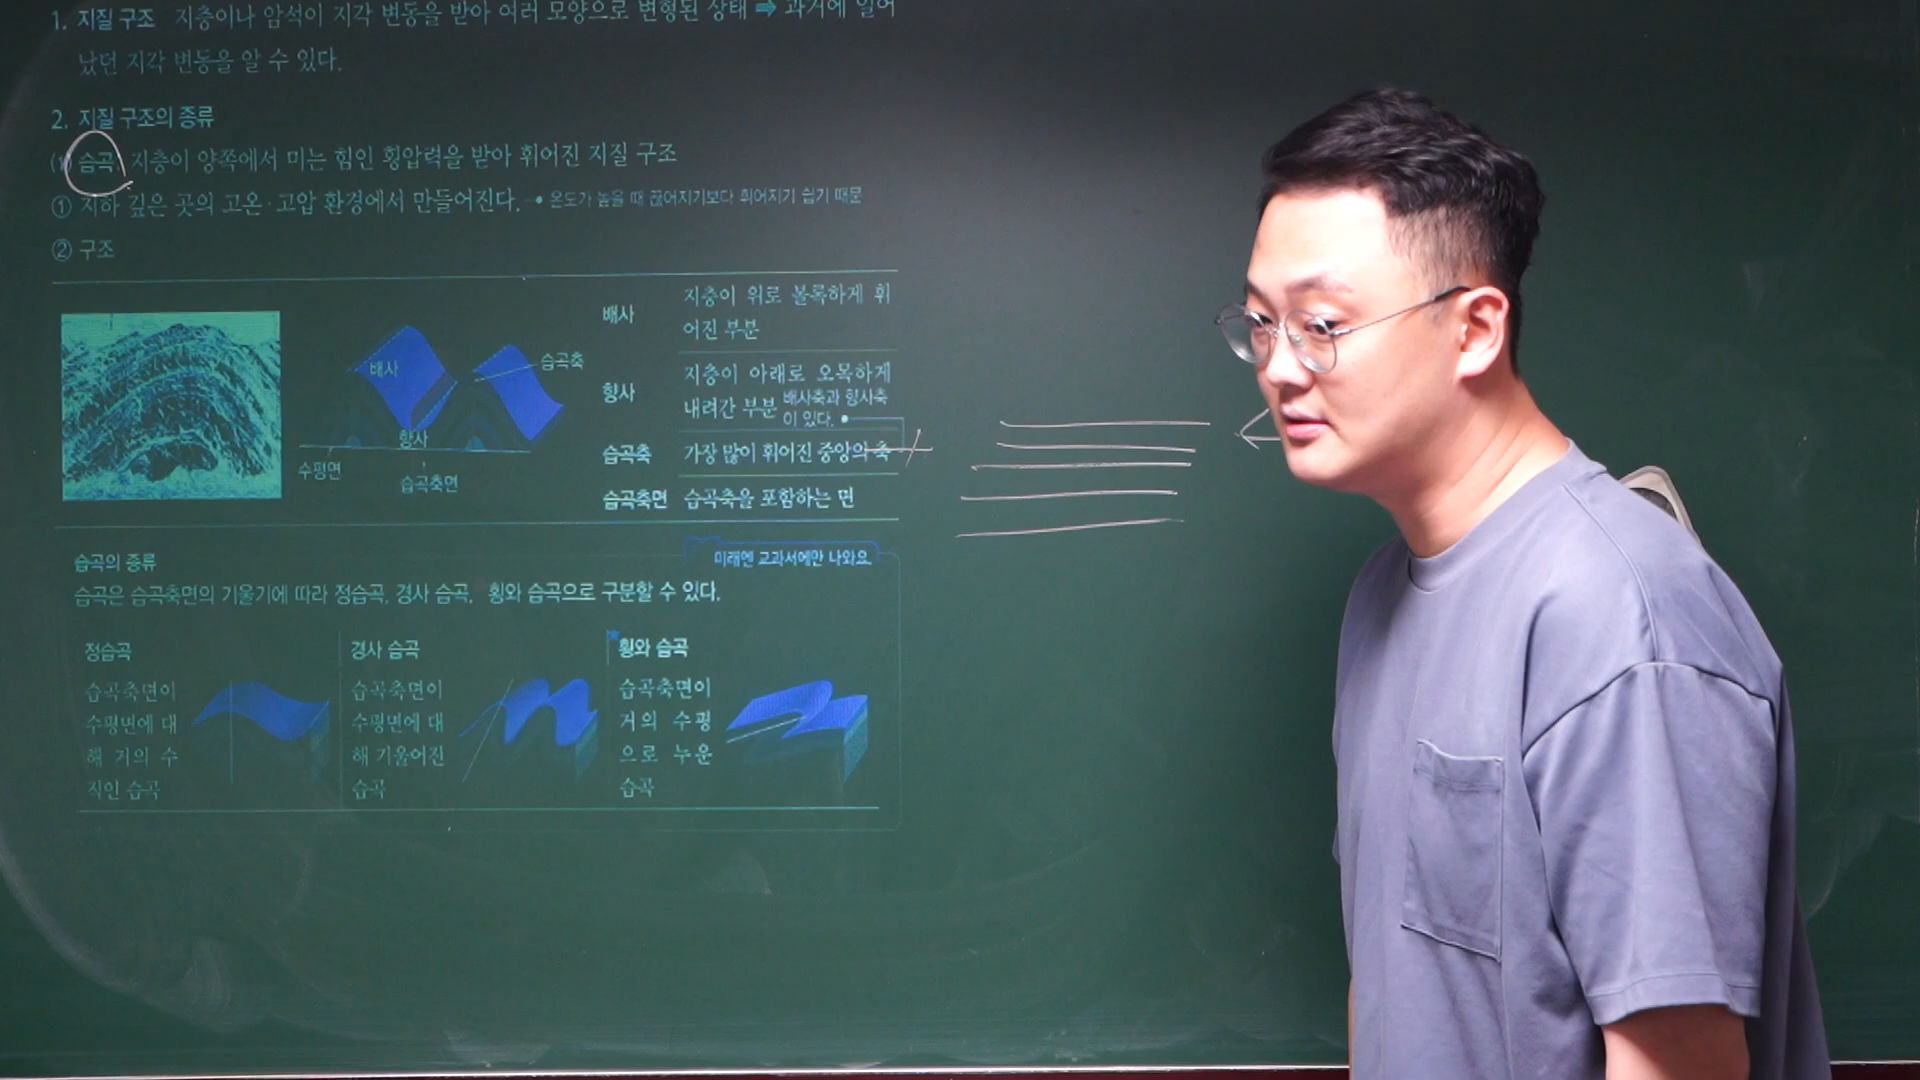 1. 지질 구조 지층이나 암석이 지각 변동을 받아 여러 모양으로 변형된 상태 ➡ 과거에 일어
났던 지각 변동을 알 수 있다.
2. 지질 구조의 종류
(1) 습곡 지층이 양쪽에서 미는 힘인 횡압력을 받아 휘어진 지질 구조
① 지하 깊은 곳의 고온·고압 환경에서 만들어진다. 온도가 높을 때 끊어지기보다 휘어지기 쉽기 때문
② 구조
배사
습곡축
향사
수평면
습곡축면
배사 지층이 위로 볼록하게 휘
어진 부분
향사 지층이 아래로 오목하게
내려간 부분 배사축과 향사축
이 있다.
습곡축 가장 많이 휘어진 중앙의 축
습곡축면 습곡축을 포함하는 면
습곡의 종류
미래엔 교과서에만 나와요.
습곡은 습곡축면의 기울기에 따라 정습곡, 경사 습곡, 횡와 습곡으로 구분할 수 있다.
정습곡
습곡축면이
수평면에 대
해 거의 수
직인 습곡
경사 습곡
습곡축면이
수평면에 대
해 기울어진
습곡
횡와 습곡
습곡축면이
거의 수평
으로 누운
습곡